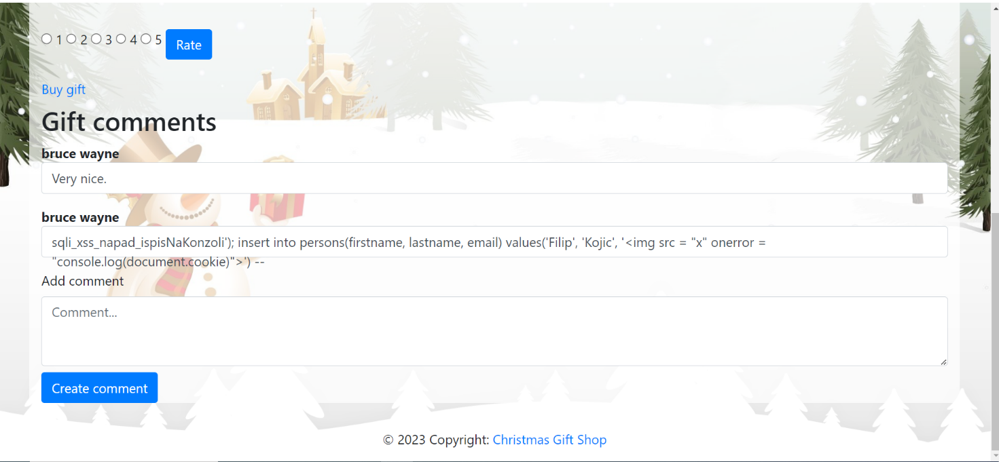 1 2 3 4 5 Rate
Buy gift
Gift comments
bruce wayne
Very nice.
bruce wayne
sqli_xss_napad_ispisNaKonzoli'); insert into persons(firstname, lastname, email) values('Filip', 'Kojic', '<img src = "x" onerror =
"console.log(document.cookie)">') --
Add comment
Comment...
Create comment
© 2023 Copyright: Christmas Gift Shop